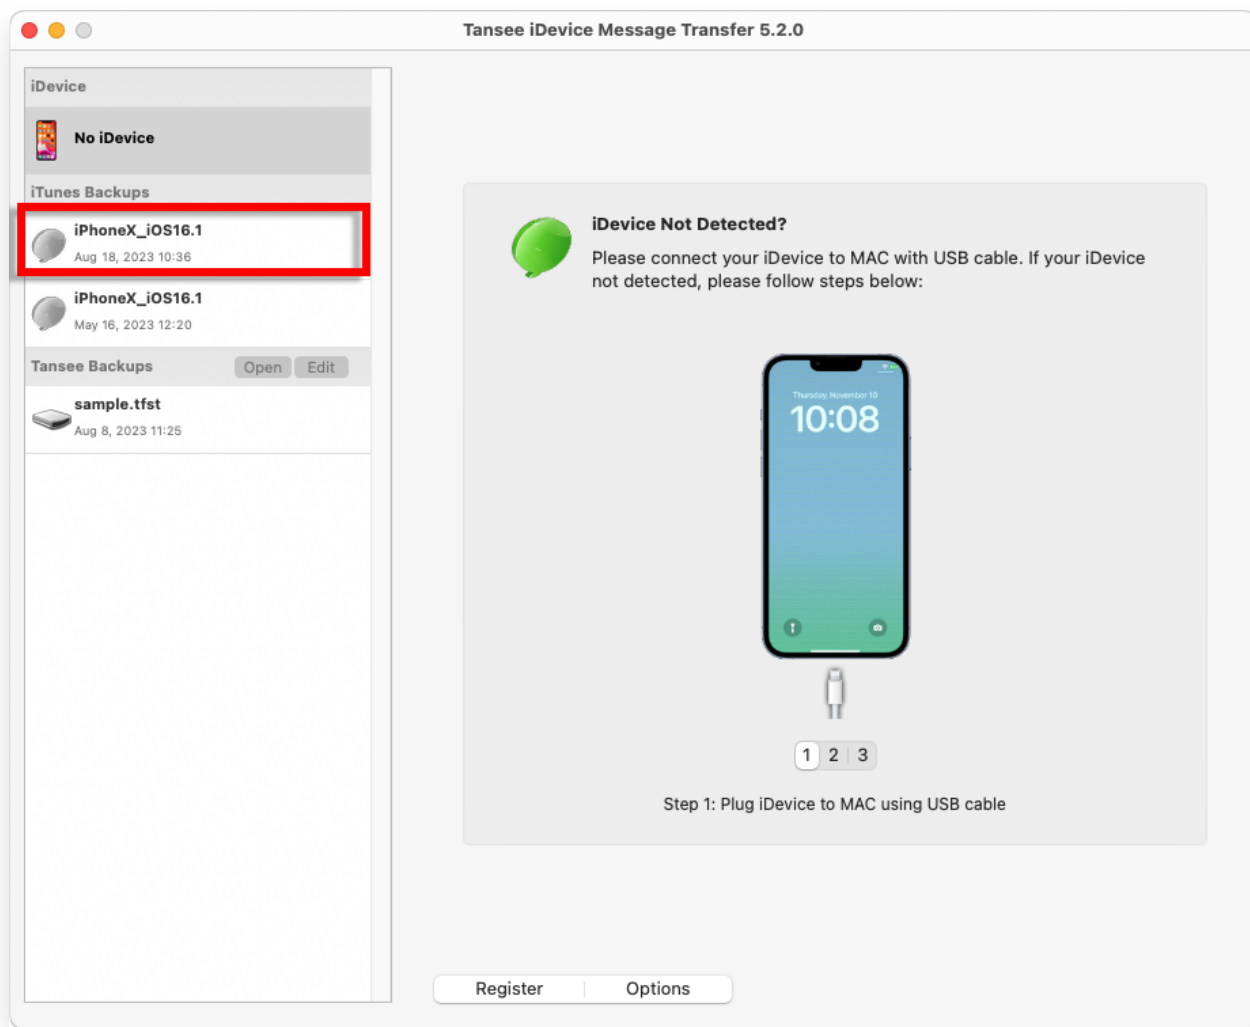 Tansee iDevice Message Transfer 5.2.0
iDevice
No iDevice
iTunes Backups
iPhoneX_iOS16.1
Aug 18, 2023 10:36
iPhoneX_iOS16.1
May 16, 2023 12:20
Tansee Backups Open Edit
sample.tfst
Aug 8, 2023 11:25
iDevice Not Detected?
Please connect your iDevice to MAC with USB cable. If your iDevice
not detected, please follow steps below:
Thursday, November 10
10:08
1 2 3
Step 1: Plug iDevice to MAC using USB cable
Register Options